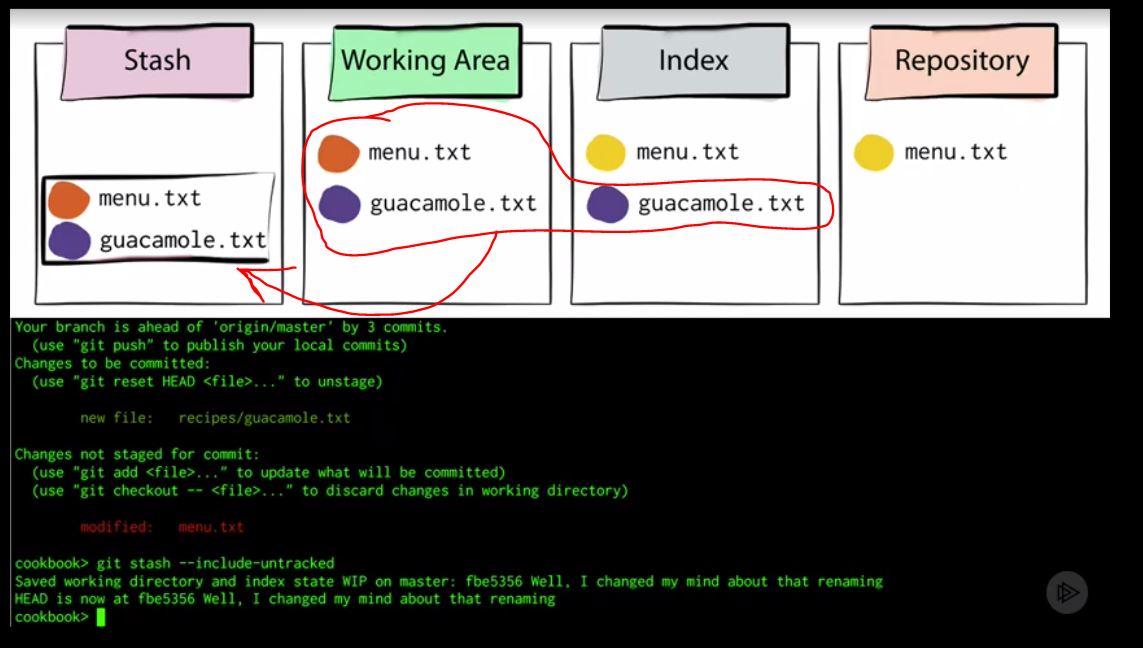 Stash
Working Area
Index
Repository
menu.txt
guacamole.txt
menu.txt
guacamole.txt
menu.txt
guacamole.txt
menu.txt
Your branch is ahead of 'origin/master' by 3 commits.
  (use "git push" to publish your local commits)
Changes to be committed:
  (use "git reset HEAD <file>..." to unstage)
        new file:   recipes/guacamole.txt
Changes not staged for commit:
  (use "git add <file>..." to update what will be committed)
  (use "git checkout -- <file>..." to discard changes in working directory)
        modified:   menu.txt
cookbook> git stash --include-untracked
Saved working directory and index state WIP on master: fbe5356 Well, I changed my mind about that renaming
HEAD is now at fbe5356 Well, I changed my mind about that renaming
cookbook>